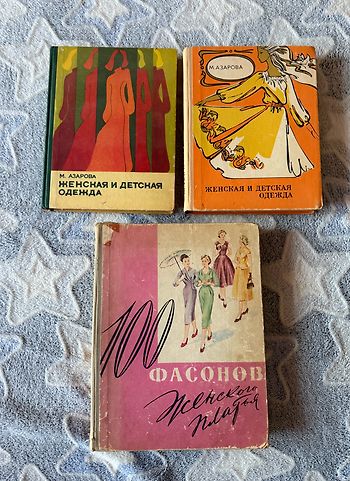 М. АЗАРОВА
ЖЕНСКАЯ И ДЕТСКАЯ
ОДЕЖДА
М. АЗАРОВА
ЖЕНСКАЯ И ДЕТСКАЯ
ОДЕЖДА
100
ФАСОНОВ
женского
платья